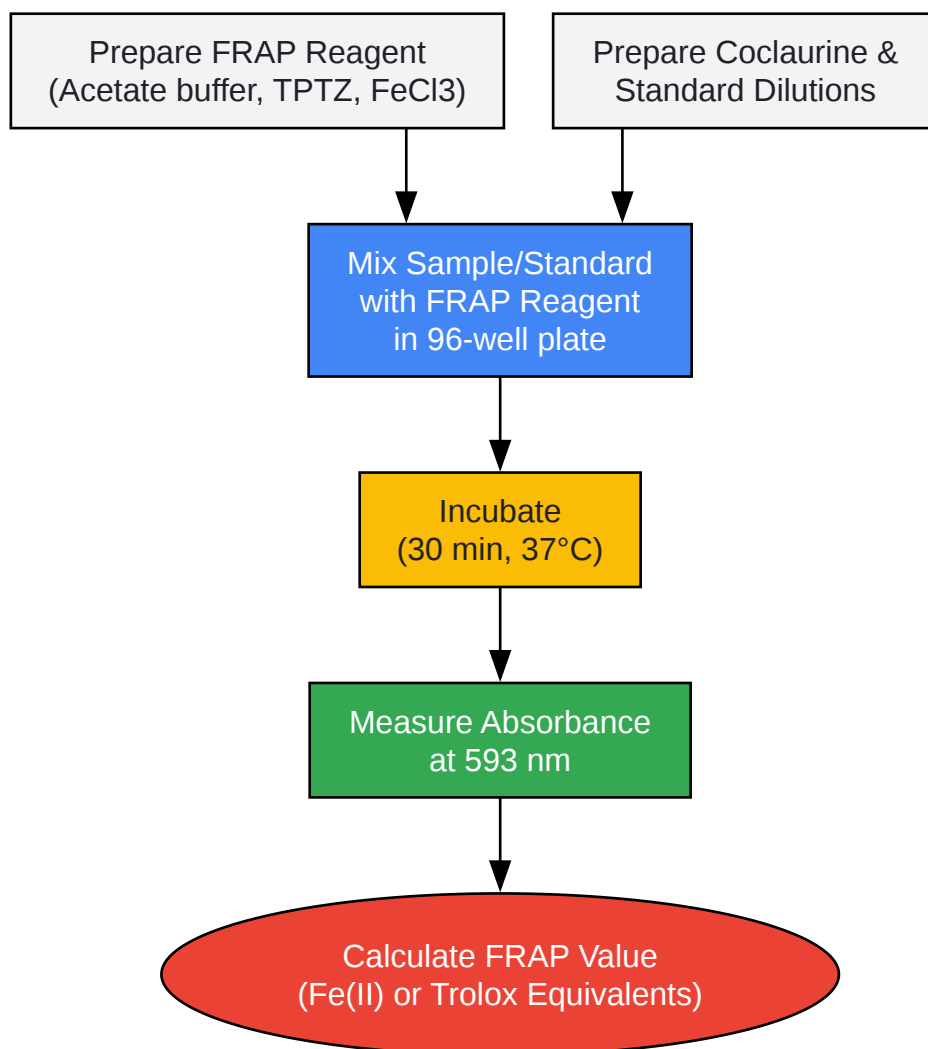 Prepare FRAP Reagent
(Acetate buffer, TPTZ, FeCl3)
Prepare Coclaurine &
Standard Dilutions
Mix Sample/Standard
with FRAP Reagent
in 96-well plate
Incubate
(30 min, 37°C)
Measure Absorbance
at 593 nm
Calculate FRAP Value
(Fe(II) or Trolox Equivalents)